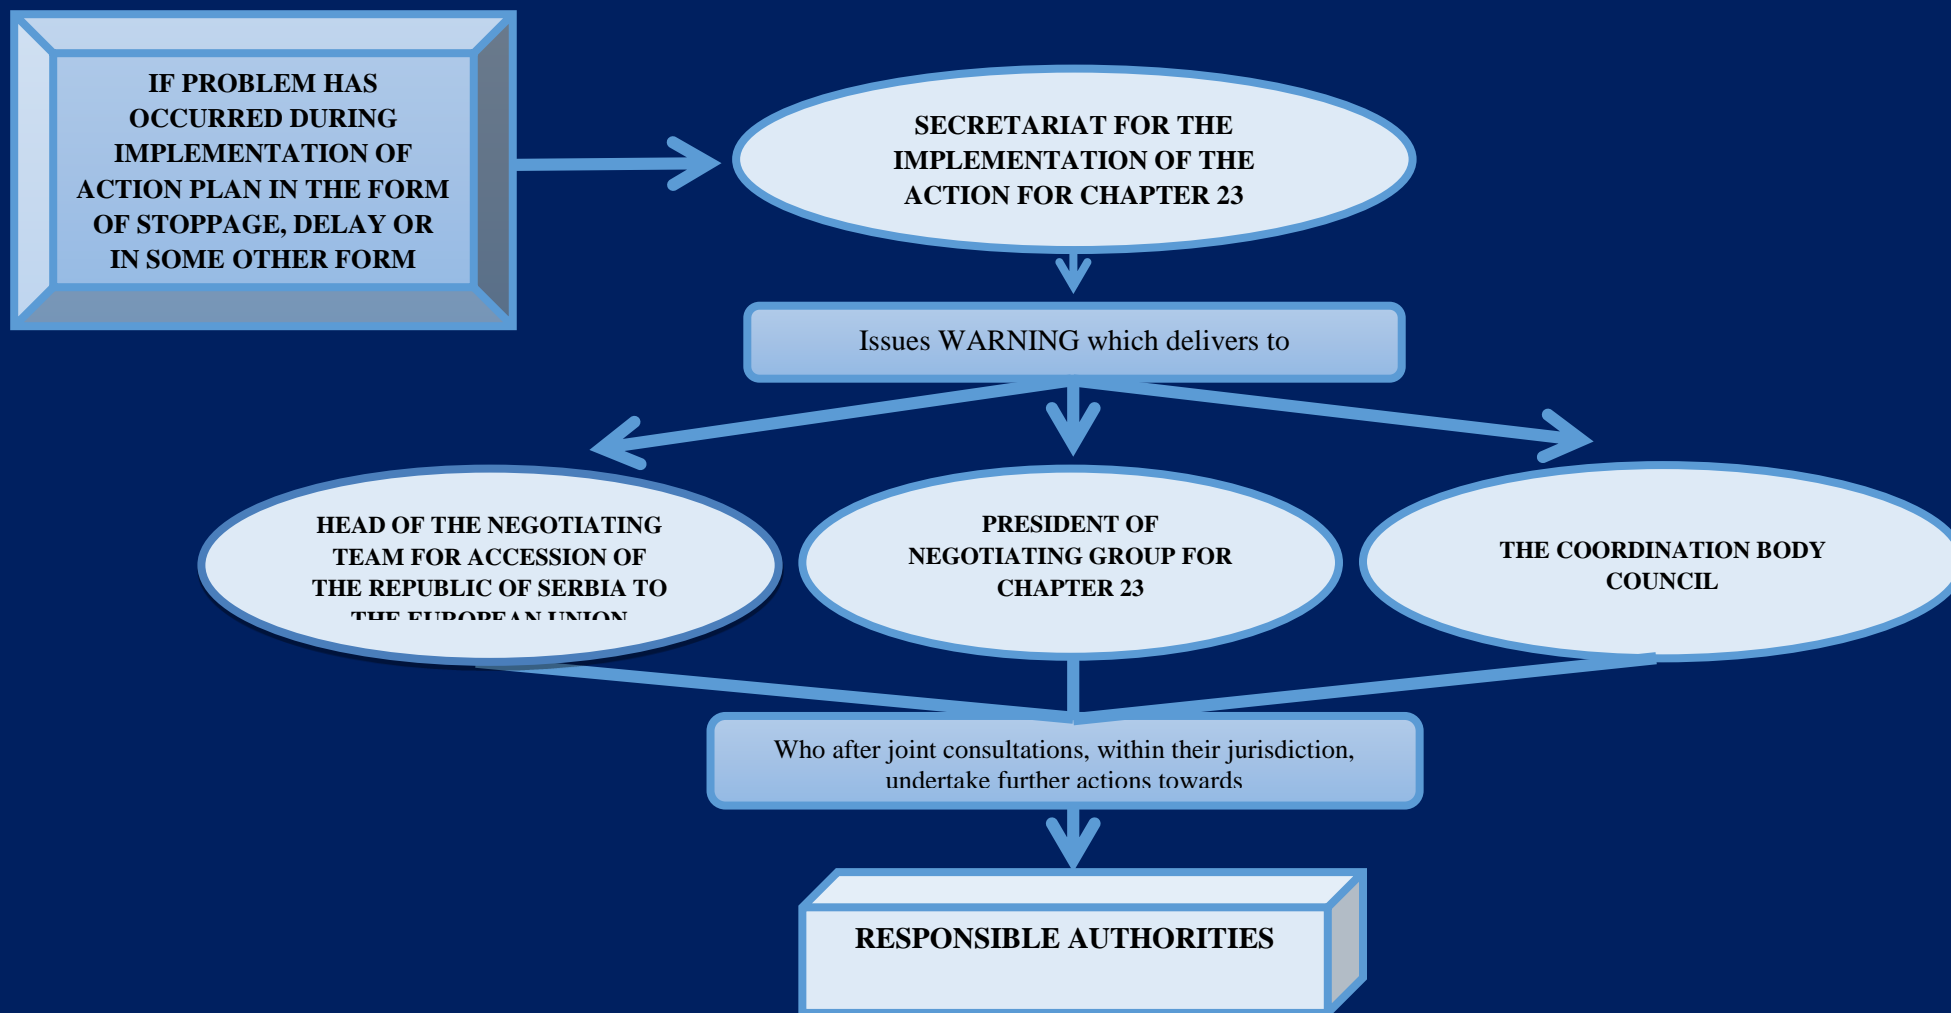 IF PROBLEM HAS
OCCURRED DURING
IMPLEMENTATION OF
ACTION PLAN IN THE FORM
OF STOPPAGE, DELAY OR
IN SOME OTHER FORM
SECRETARIAT FOR THE
IMPLEMENTATION OF THE
ACTION FOR CHAPTER 23
Issues WARNING which delivers to
HEAD OF THE NEGOTIATING
TEAM FOR ACCESSION OF
THE REPUBLIC OF SERBIA TO
THE EUROPEAN UNION
PRESIDENT OF
NEGOTIATING GROUP FOR
CHAPTER 23
THE COORDINATION BODY
COUNCIL
Who after joint consultations, within their jurisdiction,
undertake further actions towards
RESPONSIBLE AUTHORITIES